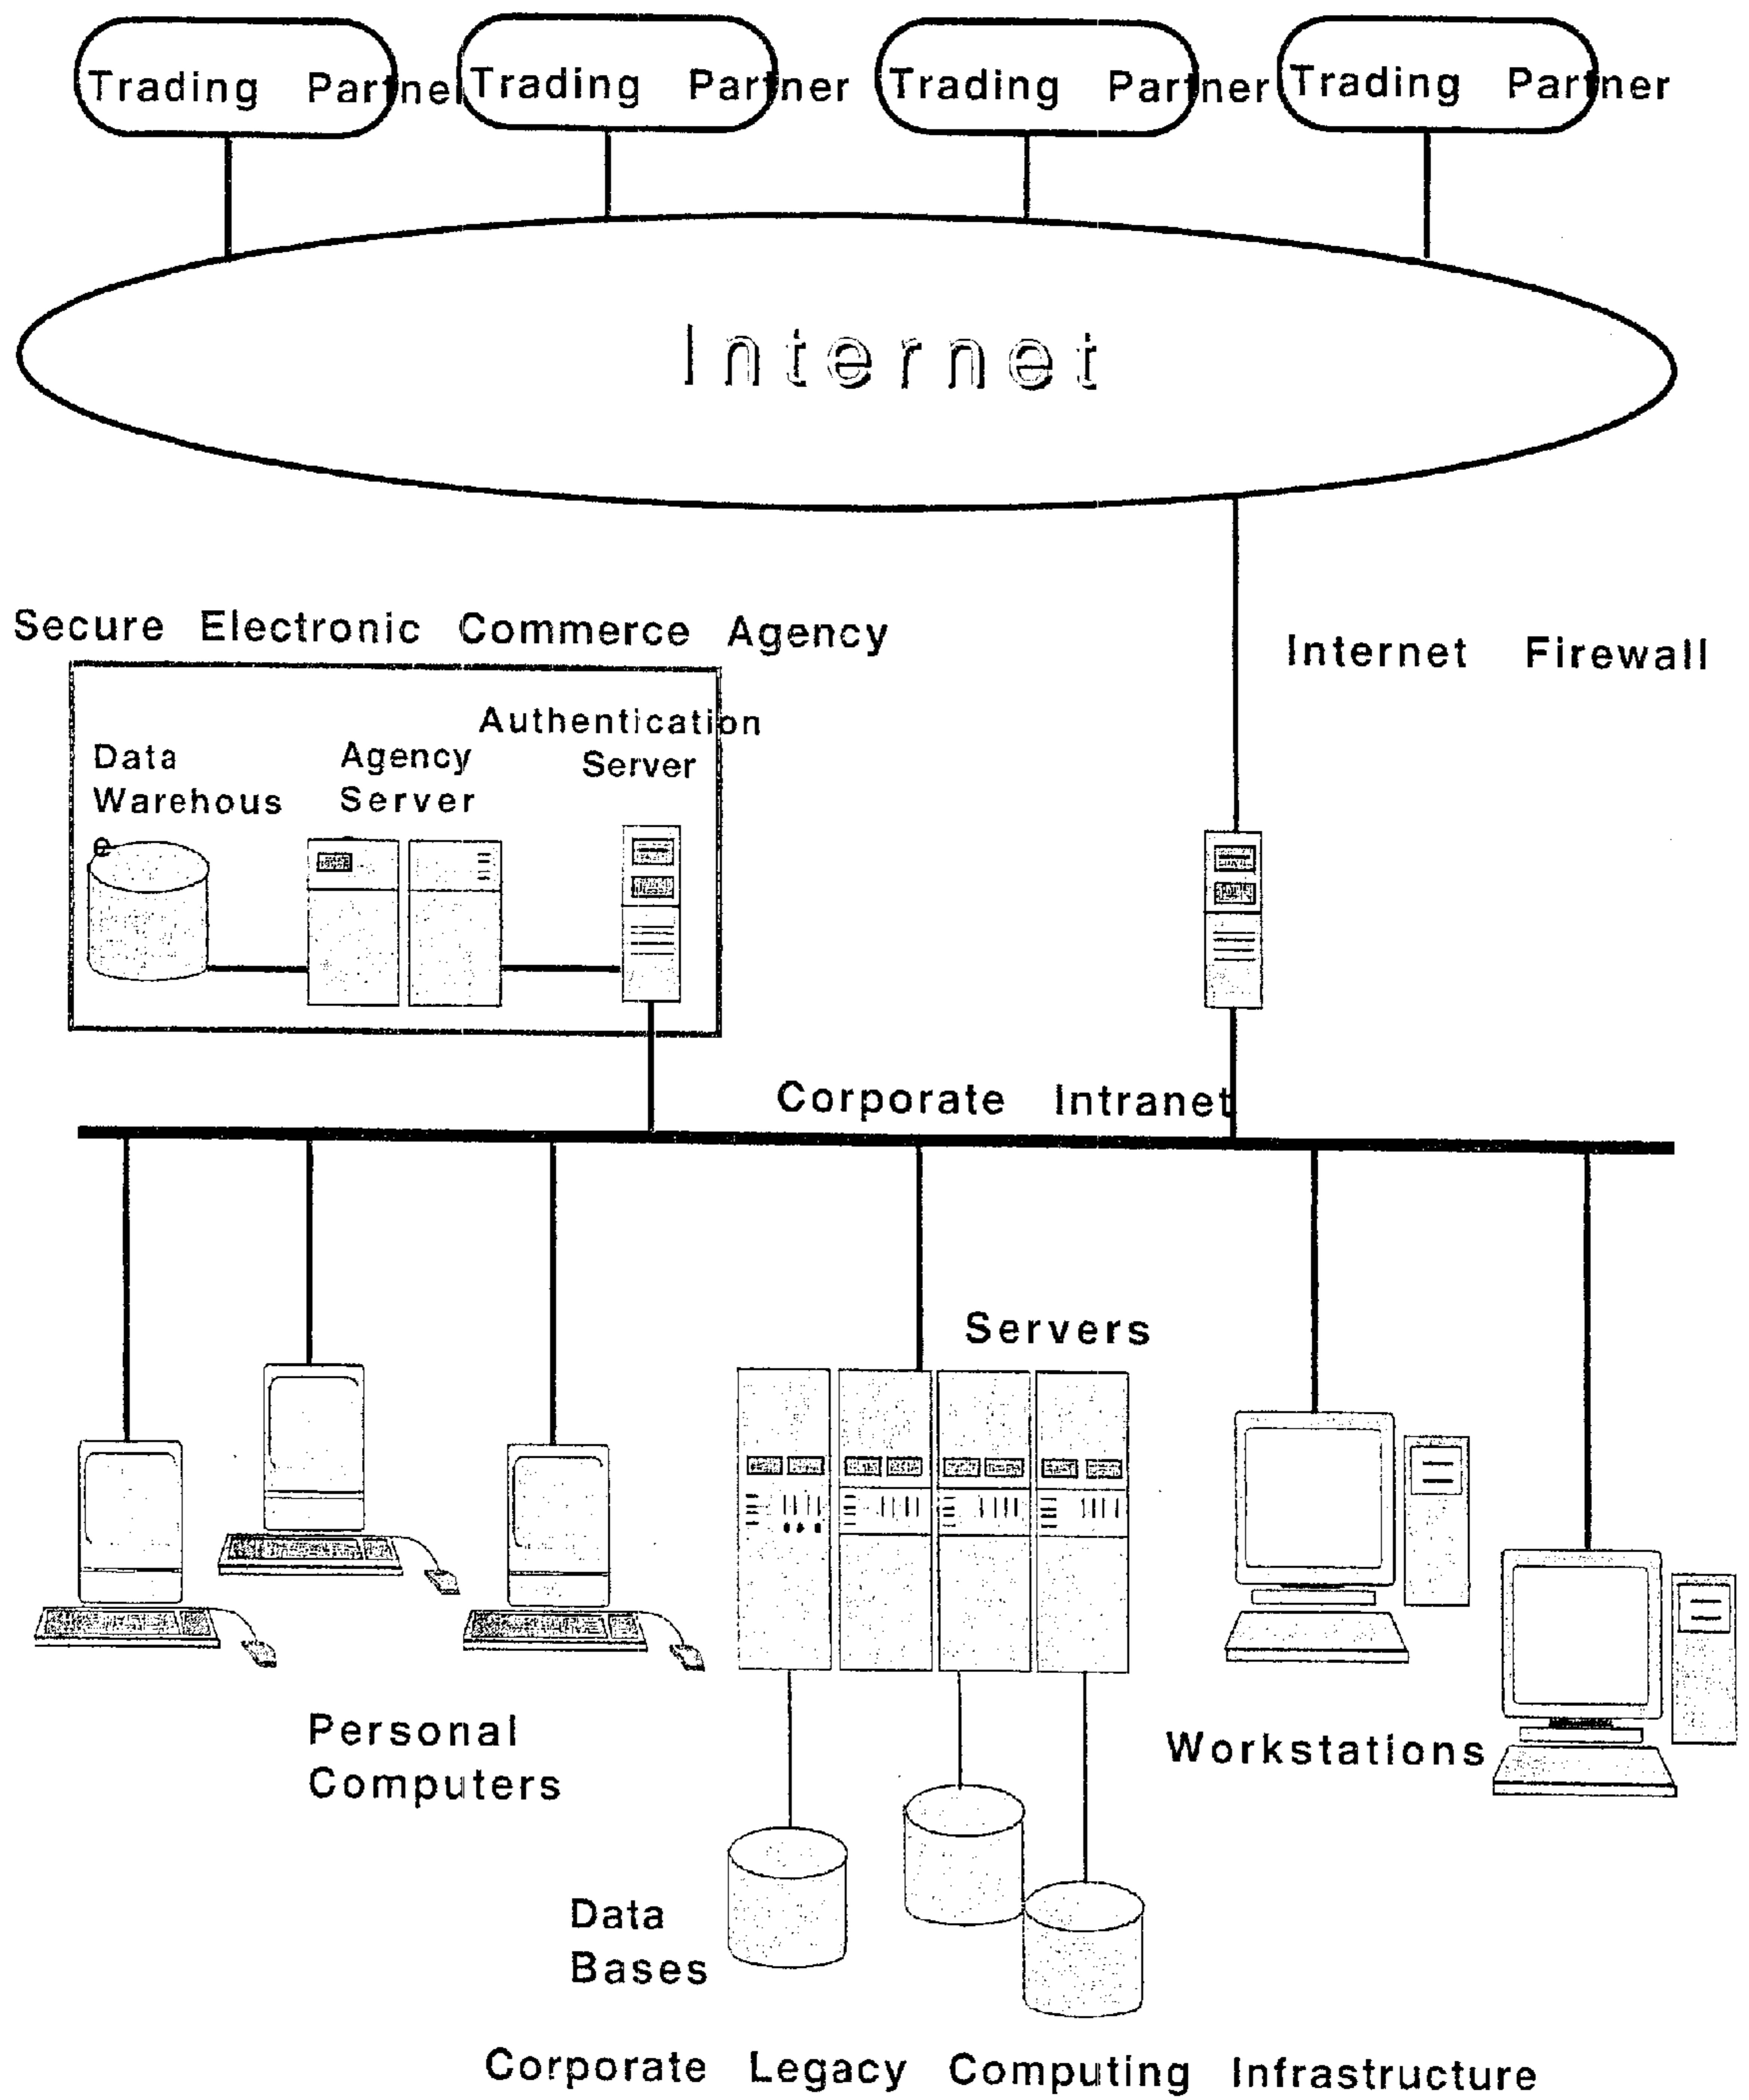 Trading Partner
Trading Partner
Trading Partner
Trading Partner
Internet
Secure Electronic Commerce Agency
Internet Firewall
Authentication
Server
Data
Warehous
e
Agency
Server
Corporate Intranet
Servers
Personal
Computers
Workstations
Data
Bases
Corporate Legacy Computing Infrastructure